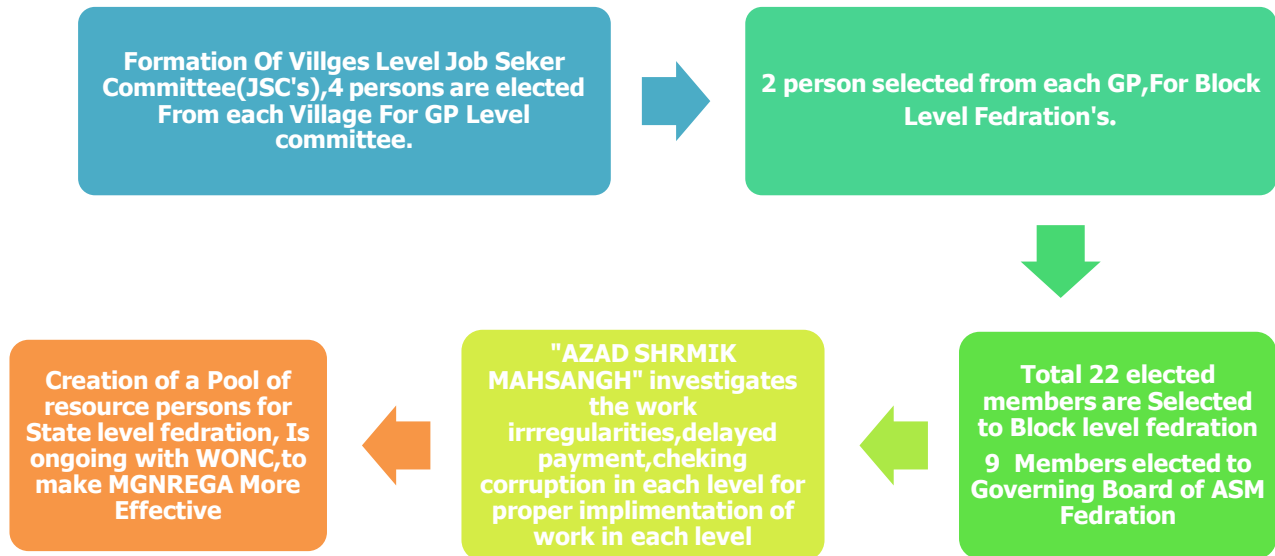 Formation Of Villges Level Job Seker
Committee(JSC's),4 persons are elected
From each Village For GP Level
committee.
2 person selected from each GP,For Block
Level Fedration's.
Total 22 elected
members are Selected
to Block level fedration
9 Members elected to
Governing Board of ASM
Fedration
"AZAD SHRMIK
MAHSANGH" investigates
the work
irrregularities,delayed
payment,cheking
corruption in each level for
proper implimentation of
work in each level
Creation of a Pool of
resource persons for
State level fedration, Is
ongoing with WONC,to
make MGNREGA More
Effective